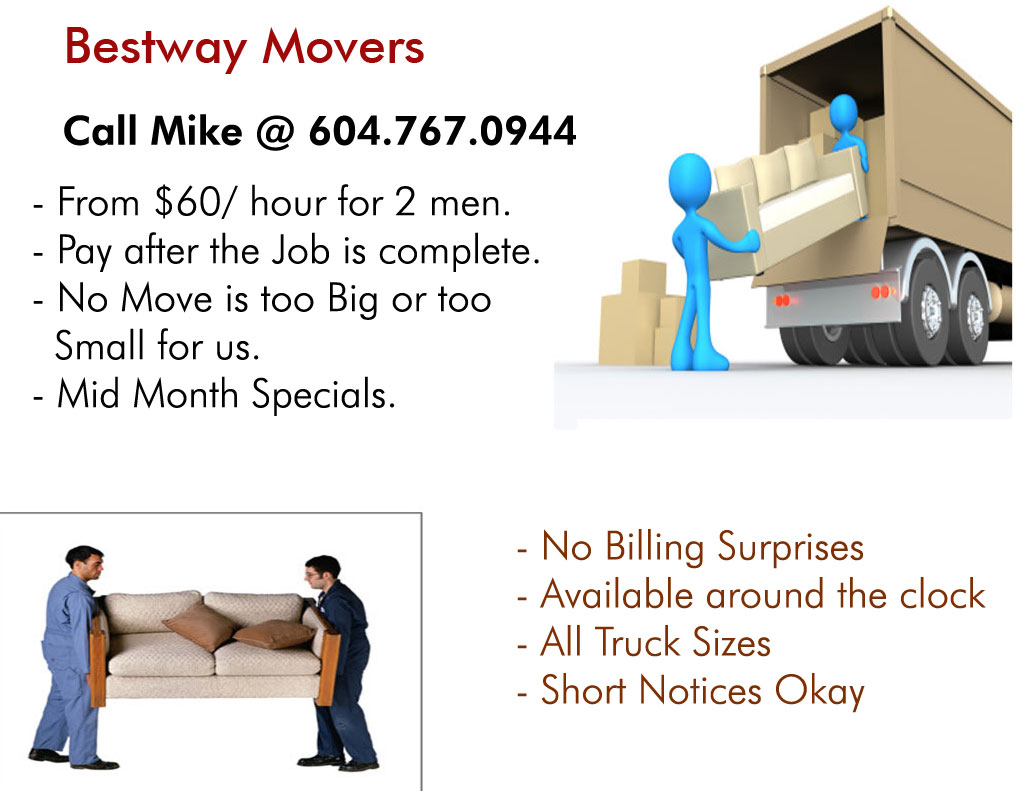 Bestway Movers
Call Mike @ 604.767.0944
- From $60/ hour for 2 men.
- Pay after the Job is complete.
- No Move is too Big or too
Small for us.
- Mid Month Specials.
- No Billing Surprises
- Available around the clock
- All Truck Sizes
- Short Notices Okay